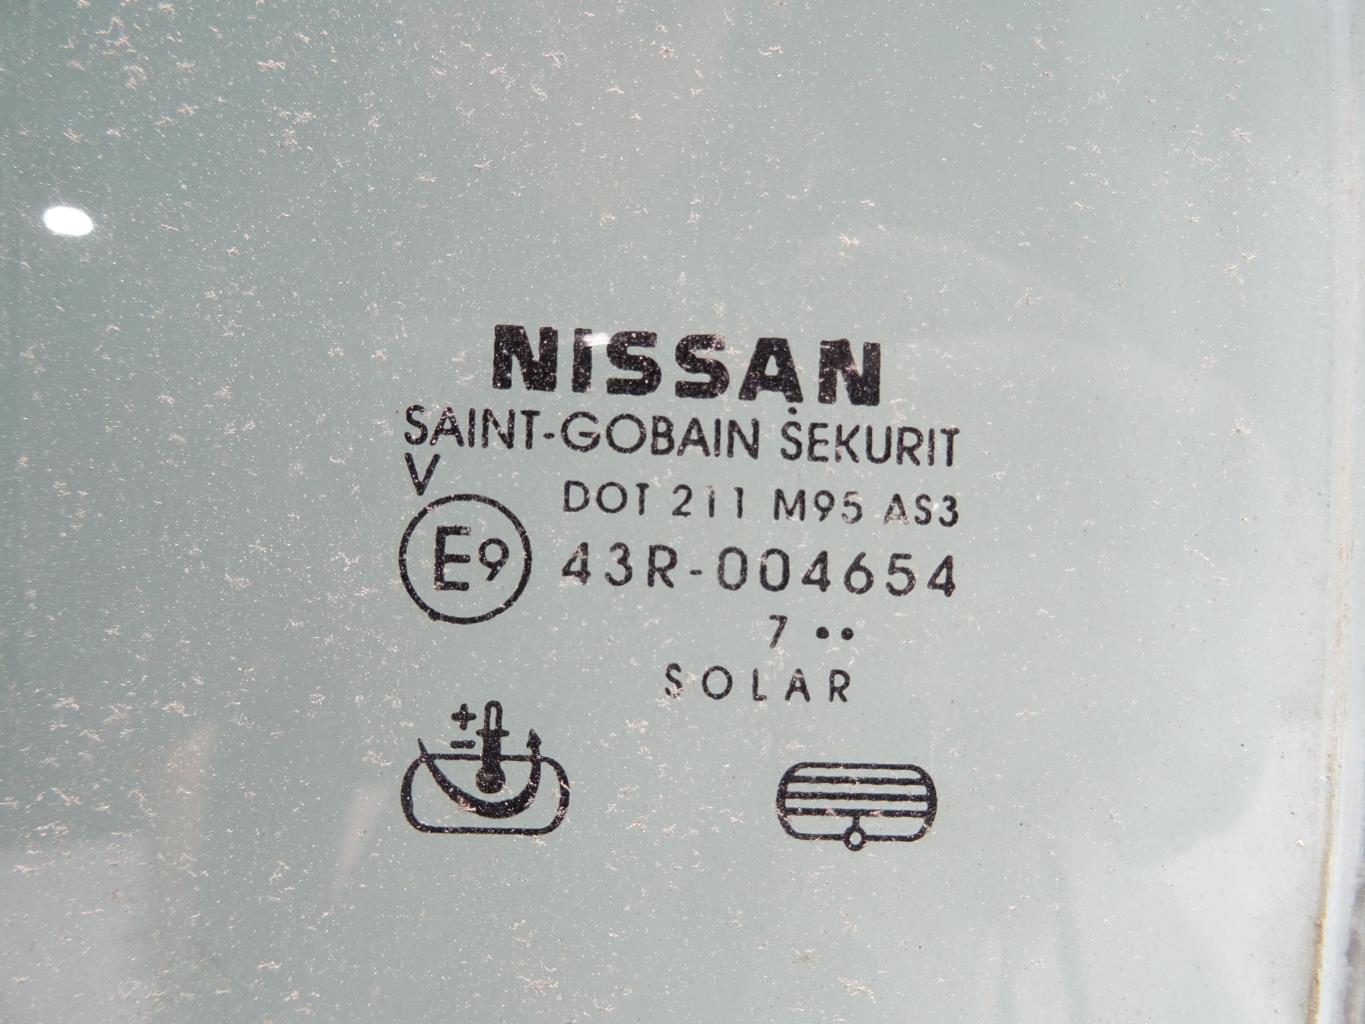 NISSAN
SAINT-GOBAIN SEKURIT
V
DOT 211 M95 AS3
E9 43R-004654
7 ••
SOLAR